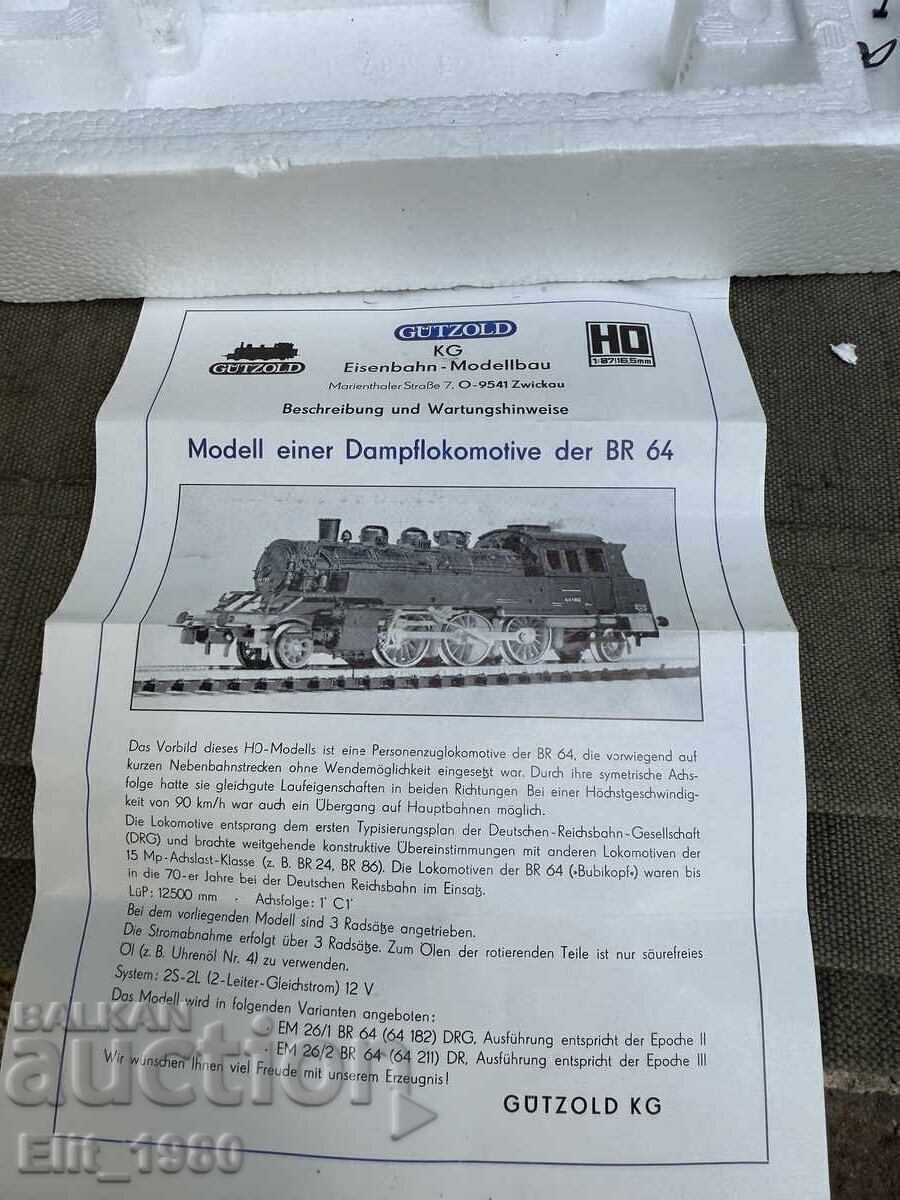 GÜTZOLD
GÜTZOLD
KG
HO
1:87/16,5mm
Eisenbahn-Modellbau
Marienthaler Straße 7, O-9541 Zwickau
Beschreibung und Wartungshinweise
Modell einer Dampflokomotive der BR 64
Das Vorbild dieses HO-Modells ist eine Personenzuglokomotive der BR 64, die vorwiegend auf
kurzen Nebenbahnstrecken ohne Wendemöglichkeit eingesetzt war. Durch ihre symetrische Achs-
folge hatte sie gleichgute Laufeigenschaften in beiden Richtungen Bei einer Höchstgeschwindig-
keit von 90 km/h war auch ein Übergang auf Hauptbahnen möglich.
Die Lokomotive entsprang dem ersten Typisierungsplan der Deutschen-Reichsbahn-Gesellschaft
(DRG) und brachte weitgehende konstruktive Übereinstimmungen mit anderen Lokomotiven der
15 Mp-Achslast-Klasse (z. B. BR 24, BR 86). Die Lokomotiven der BR 64 (»Bubikopf«) waren bis
in die 70-er Jahre bei der Deutschen Reichsbahn im Einsatz.
LüP: 12500 mm · Achsfolge: 1' C1'
Bei dem vorliegenden Modell sind 3 Radsätze angetrieben.
Die Stromabnahme erfolgt über 3 Radsätze. Zum Ölen der rotierenden Teile ist nur säurefreies
Öl (z. B. Uhrenöl Nr. 4) zu verwenden.
System: 2S-2L (2-Leiter-Gleichstrom) 12 V
Das Modell wird in folgenden Varianten angeboten:
· EM 26/1 BR 64 (64 182) DRG, Ausführung entspricht der Epoche II
· EM 26/2 BR 64 (64 211) DR, Ausführung entspricht der Epoche III
Wir wünschen Ihnen viel Freude mit unserem Erzeugnis!
GÜTZOLD KG
BALKAN
auction
Elit_1980